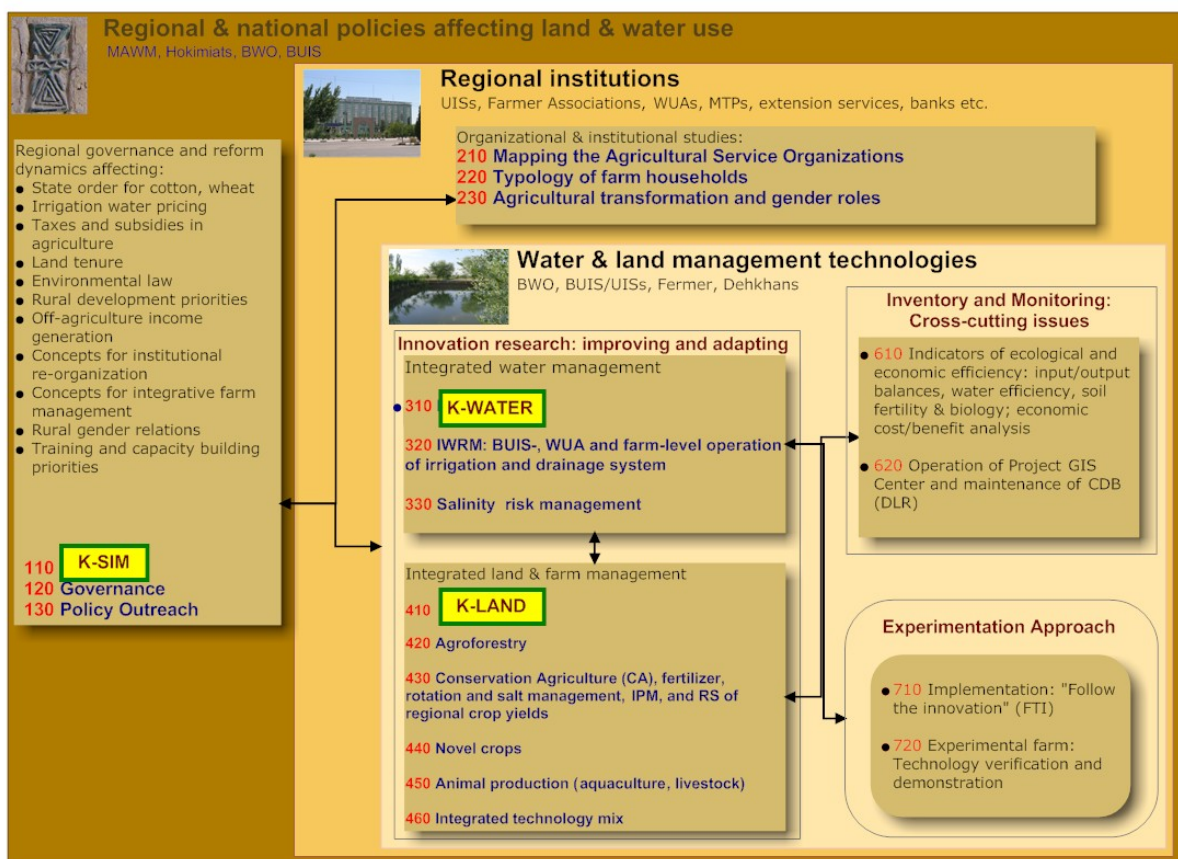 Regional & national policies affecting land & water use
MAWM, Hokimiats, BWO, BUIS
Regional governance and reform
dynamics affecting:
● State order for cotton, wheat
● Irrigation water pricing
● Taxes and subsidies in
agriculture
● Land tenure
● Environmental law
● Rural development priorities
● Off-agriculture income
generation
● Concepts for institutional
re-organization
● Concepts for integrative farm
management
● Rural gender relations
● Training and capacity building
priorities
110 K-SIM
120 Governance
130 Policy Outreach
Regional institutions
UISs, Farmer Associations, WUAs, MTPs, extension services, banks etc.
Organizational & institutional studies:
210 Mapping the Agricultural Service Organizations
220 Typology of farm households
230 Agricultural transformation and gender roles
Water & land management technologies
BWO, BUIS/UISs, Fermer, Dehkhans
Innovation research: improving and adapting
Integrated water management
● 310 K-WATER
320 IWRM: BUIS-, WUA and farm-level operation
of irrigation and drainage system
330 Salinity risk management
Integrated land & farm management
410 K-LAND
420 Agroforestry
430 Conservation Agriculture (CA), fertilizer,
rotation and salt management, IPM, and RS of
regional crop yields
440 Novel crops
450 Animal production (aquaculture, livestock)
460 Integrated technology mix
Inventory and Monitoring:
Cross-cutting issues
● 610 Indicators of ecological and
economic efficiency: input/output
balances, water efficiency, soil
fertility & biology; economic
cost/benefit analysis
● 620 Operation of Project GIS
Center and maintenance of CDB
(DLR)
Experimentation Approach
● 710 Implementation: "Follow
the innovation" (FTI)
● 720 Experimental farm:
Technology verification and
demonstration